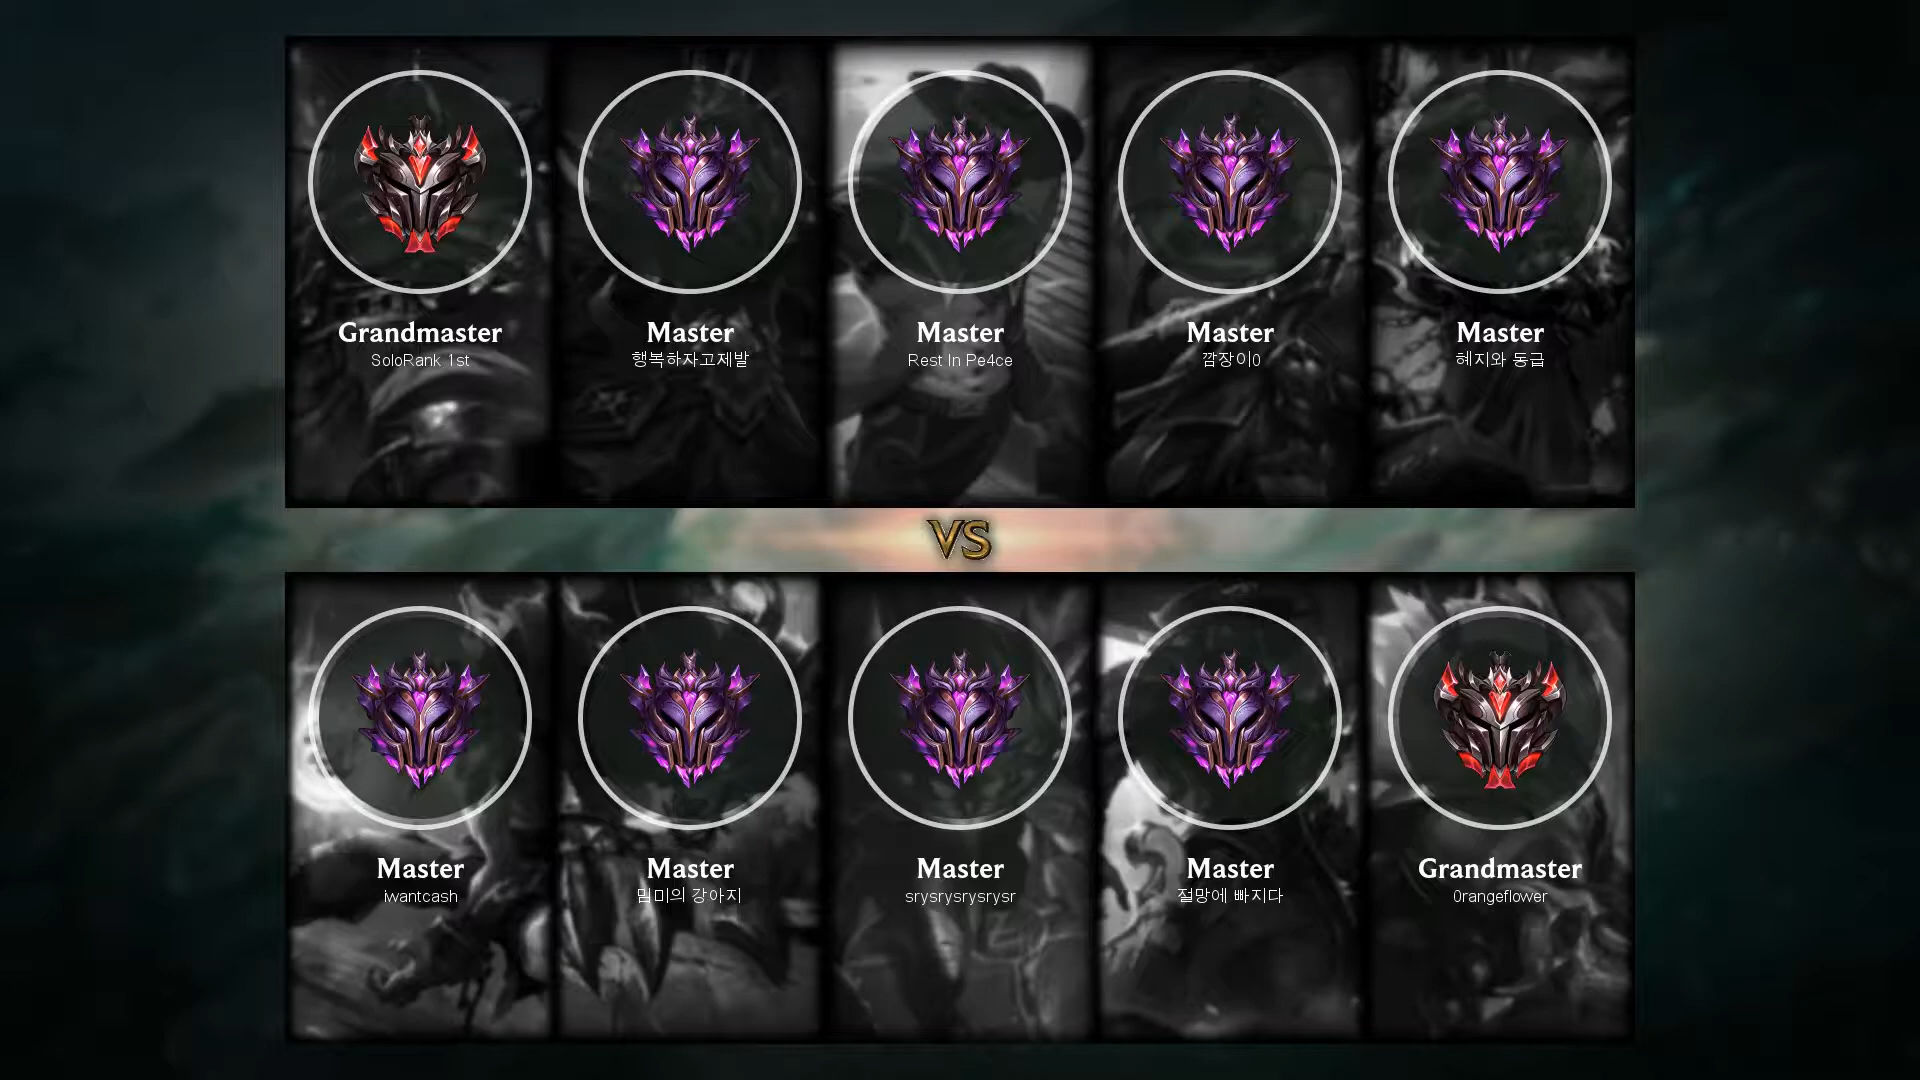 Grandmaster
SoloRank 1st
Master
행복하자고제발
Master
Rest In Pe4ce
Master
깜장이0
Master
혜지와 동급
VS
Master
iwantcash
Master
밈미의 강아지
Master
srysrysrysrysr
Master
절망에 빠지다
Grandmaster
0rangeflower